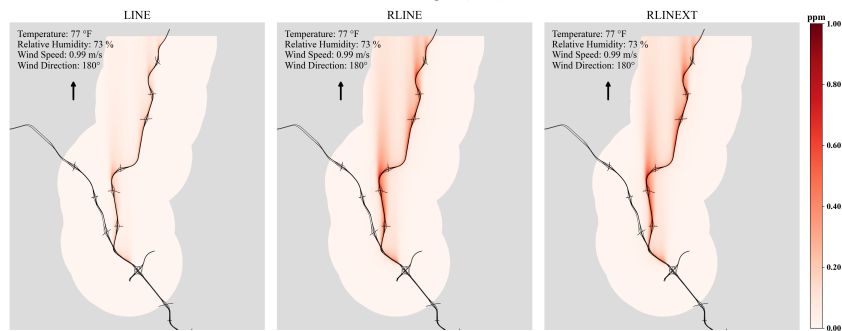 LINE
Temperature: 77 °F
Relative Humidity: 73 %
Wind Speed: 0.99 m/s
Wind Direction: 180°
RLINE
Temperature: 77 °F
Relative Humidity: 73 %
Wind Speed: 0.99 m/s
Wind Direction: 180°
RLINEXT
Temperature: 77 °F
Relative Humidity: 73 %
Wind Speed: 0.99 m/s
Wind Direction: 180°
ppm
1.00
0.80
0.60
0.40
0.20
0.00